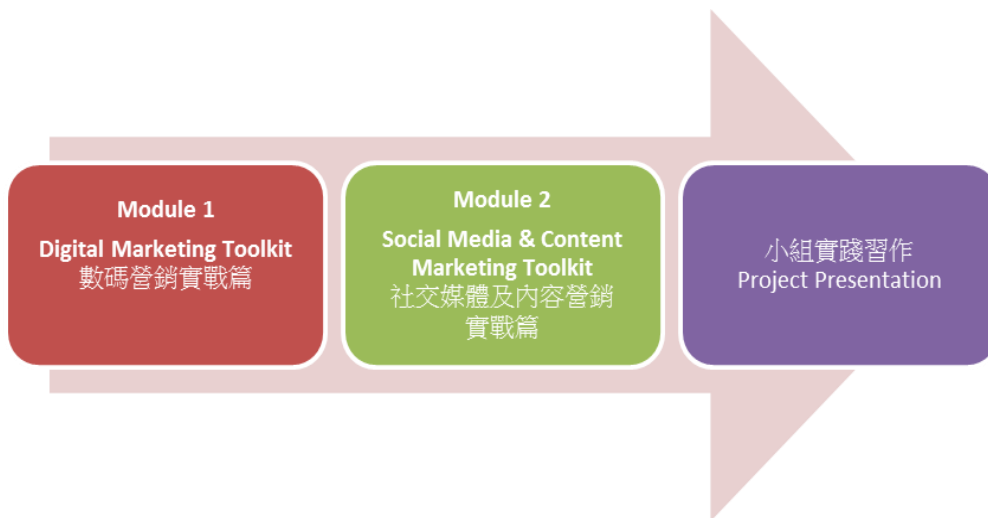 Module 1
Digital Marketing Toolkit
數碼營銷實戰篇
Module 2
Social Media & Content
Marketing Toolkit
社交媒體及內容營銷
實戰篇
小組實踐習作
Project Presentation